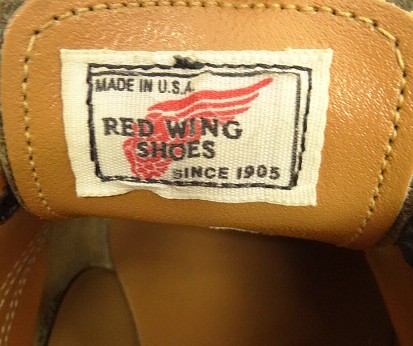 MADE IN U.S.A
RED WING
SHOES
SINCE 1905